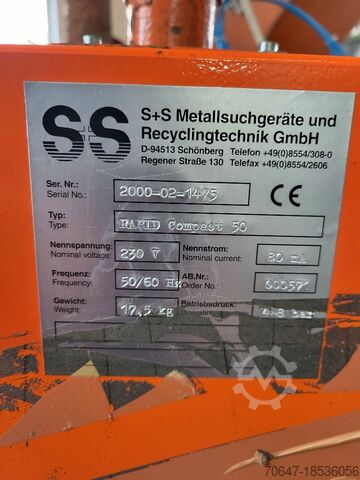 S+S
S+S Metallsuchgeräte und
Recyclingtechnik GmbH
D-94513 Schönberg Telefon +49(0)8554/308-0
Regener Straße 130 Telefax +49(0)8554/2606
Ser. Nr.:
Serial No.: 2000-02-1495 CE
Typ:
Type: RAPID Compact 50
Nennspannung: Nennstrom:
Nominal voltage: 230 V Nominal current: 80 mA
Frequenz: AB.Nr.:
Frequency: 50/60 Hz Order No.:
Gewicht: Betriebsdruck:
Weight: 17,5 kg bar
Machineseeker
70647-18536056